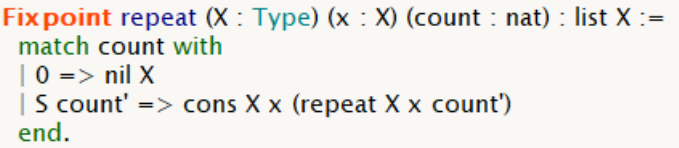 Fixpoint repeat (X : Type) (x : X) (count : nat) : list X :=
match count with
| 0 => nil X
| S count' => cons X x (repeat X x count')
end.